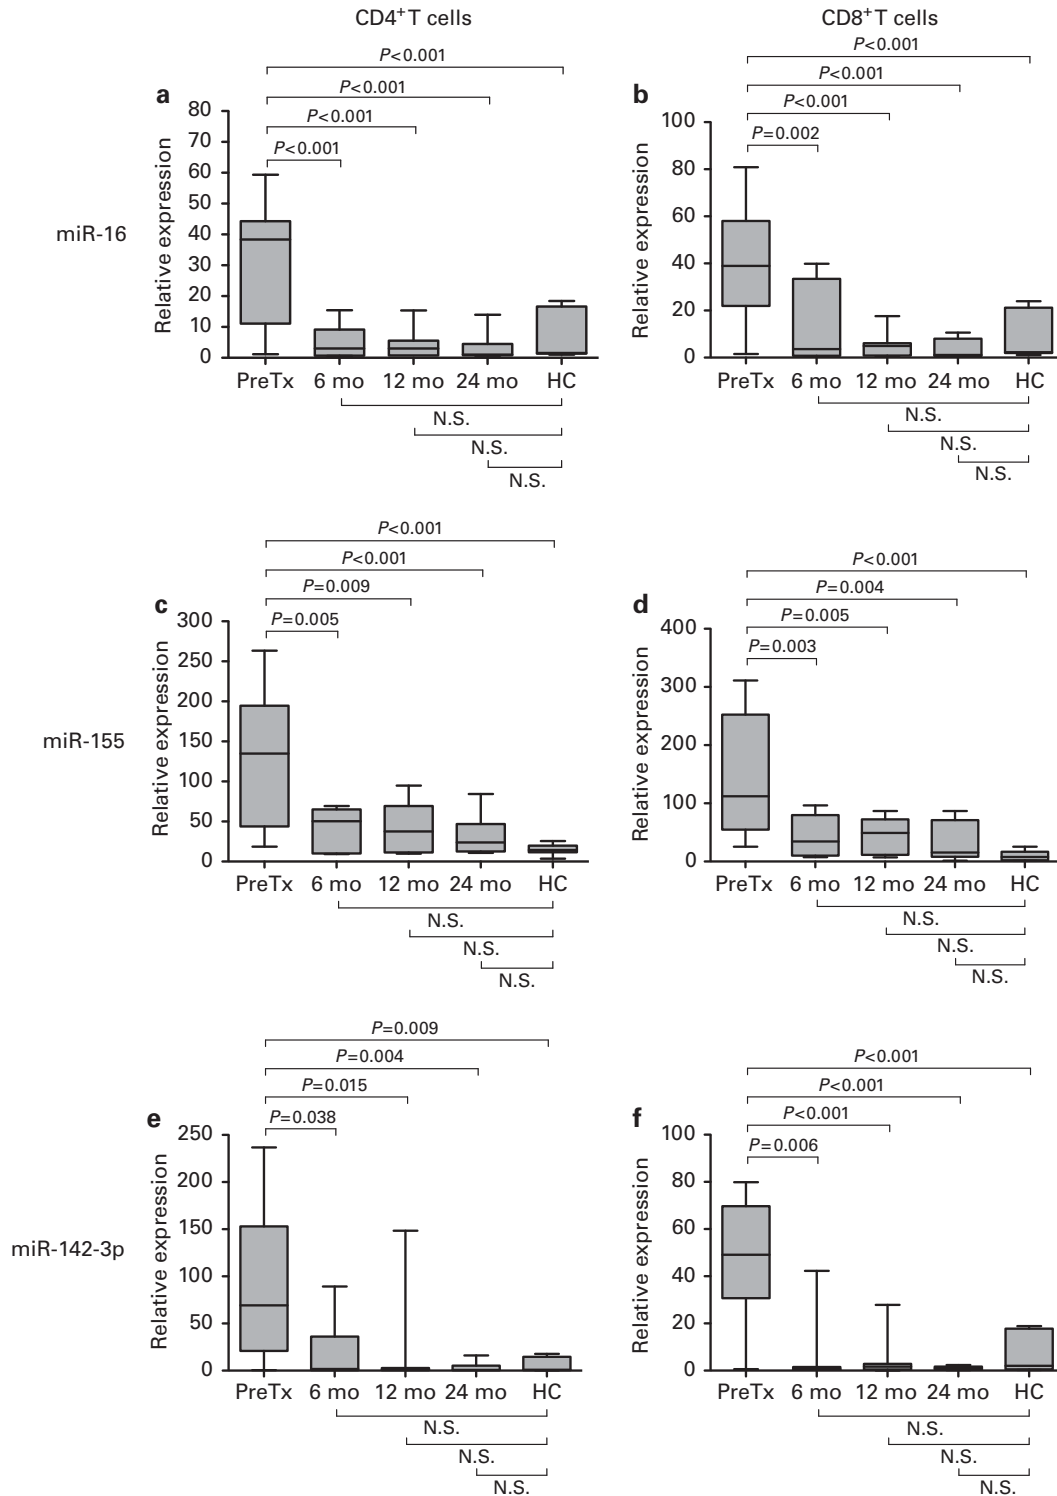 CD4+T cells
CD8+T cells
miR-16
a
P<0.001
P<0.001
P<0.001
P<0.001
Relative expression
80
70
60
50
40
30
20
10
0
PreTx 6 mo 12 mo 24 mo HC
N.S.
N.S.
N.S.
b
P<0.001
P<0.001
P<0.001
P=0.002
Relative expression
100
80
60
40
20
0
PreTx 6 mo 12 mo 24 mo HC
N.S.
N.S.
N.S.
miR-155
c
P<0.001
P<0.001
P=0.009
P=0.005
Relative expression
300
250
200
150
100
50
0
PreTx 6 mo 12 mo 24 mo HC
N.S.
N.S.
N.S.
d
P<0.001
P=0.004
P=0.005
P=0.003
Relative expression
400
300
200
100
0
PreTx 6 mo 12 mo 24 mo HC
N.S.
N.S.
N.S.
miR-142-3p
e
P=0.009
P=0.004
P=0.015
P=0.038
Relative expression
250
200
150
100
50
0
PreTx 6 mo 12 mo 24 mo HC
N.S.
N.S.
N.S.
f
P<0.001
P<0.001
P<0.001
P=0.006
Relative expression
100
80
60
40
20
0
PreTx 6 mo 12 mo 24 mo HC
N.S.
N.S.
N.S.